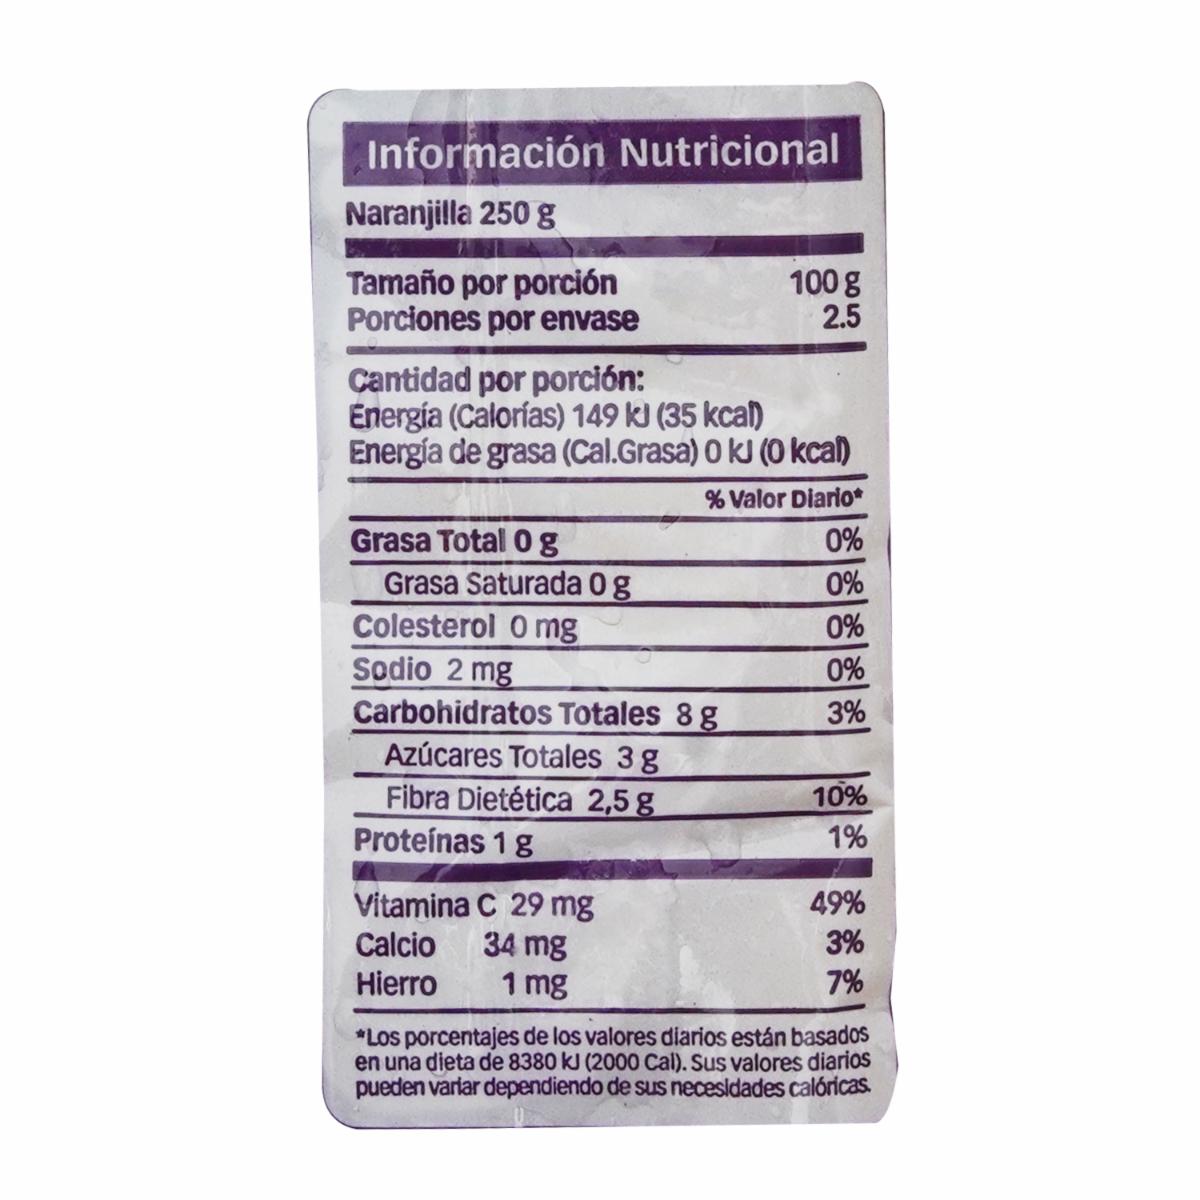 Información Nutricional
Naranjilla 250 g
Tamaño por porción 100 g
Porciones por envase 2.5
Cantidad por porción:
Energía (Calorías) 149 kJ (35 kcal)
Energía de grasa (Cal.Grasa) 0 kJ (0 kcal)
% Valor Diario*
Grasa Total 0 g 0%
Grasa Saturada 0 g 0%
Colesterol 0 mg 0%
Sodio 2 mg 0%
Carbohidratos Totales 8 g 3%
Azúcares Totales 3 g
Fibra Dietética 2,5 g 10%
Proteínas 1 g 1%
Vitamina C 29 mg 49%
Calcio 34 mg 3%
Hierro 1 mg 7%
*Los porcentajes de los valores diarios están basados
en una dieta de 8380 kJ (2000 Cal). Sus valores diarios
pueden variar dependiendo de sus necesidades calóricas.